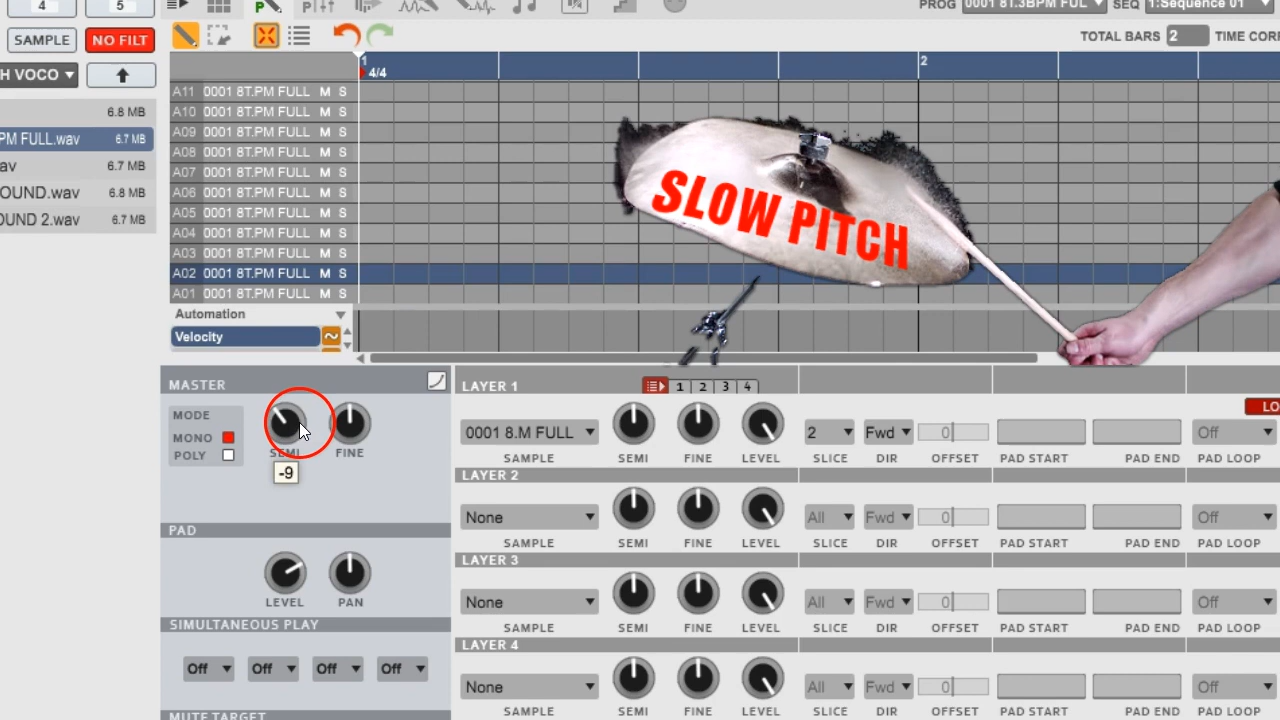 4 5
PROG 0001 8T.3BPM FUL SEQ 1:Sequence 01
SAMPLE NO FILT
TOTAL BARS 2 TIME CORR
H VOCO
1 2
4/4
6.8 MB
PM FULL.wav 6.7 MB
av 6.7 MB
OUND.wav 6.8 MB
OUND 2.wav 6.7 MB
A11 0001 8T.PM FULL M S
A10 0001 8T.PM FULL M S
A09 0001 8T.PM FULL M S
A08 0001 8T.PM FULL M S
A07 0001 8T.PM FULL M S
A06 0001 8T.PM FULL M S
A05 0001 8T.PM FULL M S
A04 0001 8T.PM FULL M S
A03 0001 8T.PM FULL M S
A02 0001 8T.PM FULL M S
A01 0001 8T.PM FULL M S
SLOW PITCH
Automation
Velocity
MASTER
MODE
MONO
POLY
SEMI FINE
-9
PAD
LEVEL PAN
SIMULTANEOUS PLAY
Off Off Off Off
MUTE TARGET
LAYER 1 1 2 3 4
LO
0001 8.M FULL 2 Fwd 0 Off
SAMPLE SEMI FINE LEVEL SLICE DIR OFFSET PAD START PAD END PAD LOOP
LAYER 2
None All Fwd 0 Off
SAMPLE SEMI FINE LEVEL SLICE DIR OFFSET PAD START PAD END PAD LOOP
LAYER 3
None All Fwd 0 Off
SAMPLE SEMI FINE LEVEL SLICE DIR OFFSET PAD START PAD END PAD LOOP
LAYER 4
None All Fwd 0 Off
SAMPLE SEMI FINE LEVEL SLICE DIR OFFSET PAD START PAD END PAD LOOP